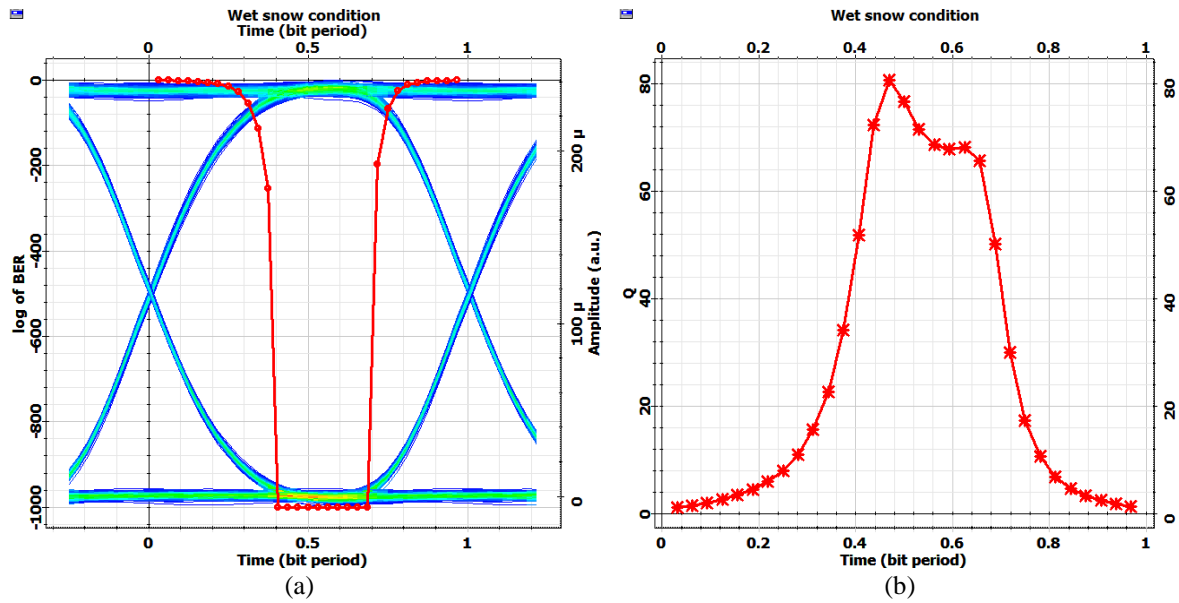 Wet snow condition
Time (bit period)
0 0.5 1
log of BER
0
-200
-400
-600
-800
-1000
Amplitude (a.u.)
200 µ
100 µ
0
0 0.5 1
Time (bit period)
(a)
Wet snow condition
0 0.2 0.4 0.6 0.8 1
Q
80
60
40
20
0
80
60
40
20
0
0 0.2 0.4 0.6 0.8 1
Time (bit period)
(b)